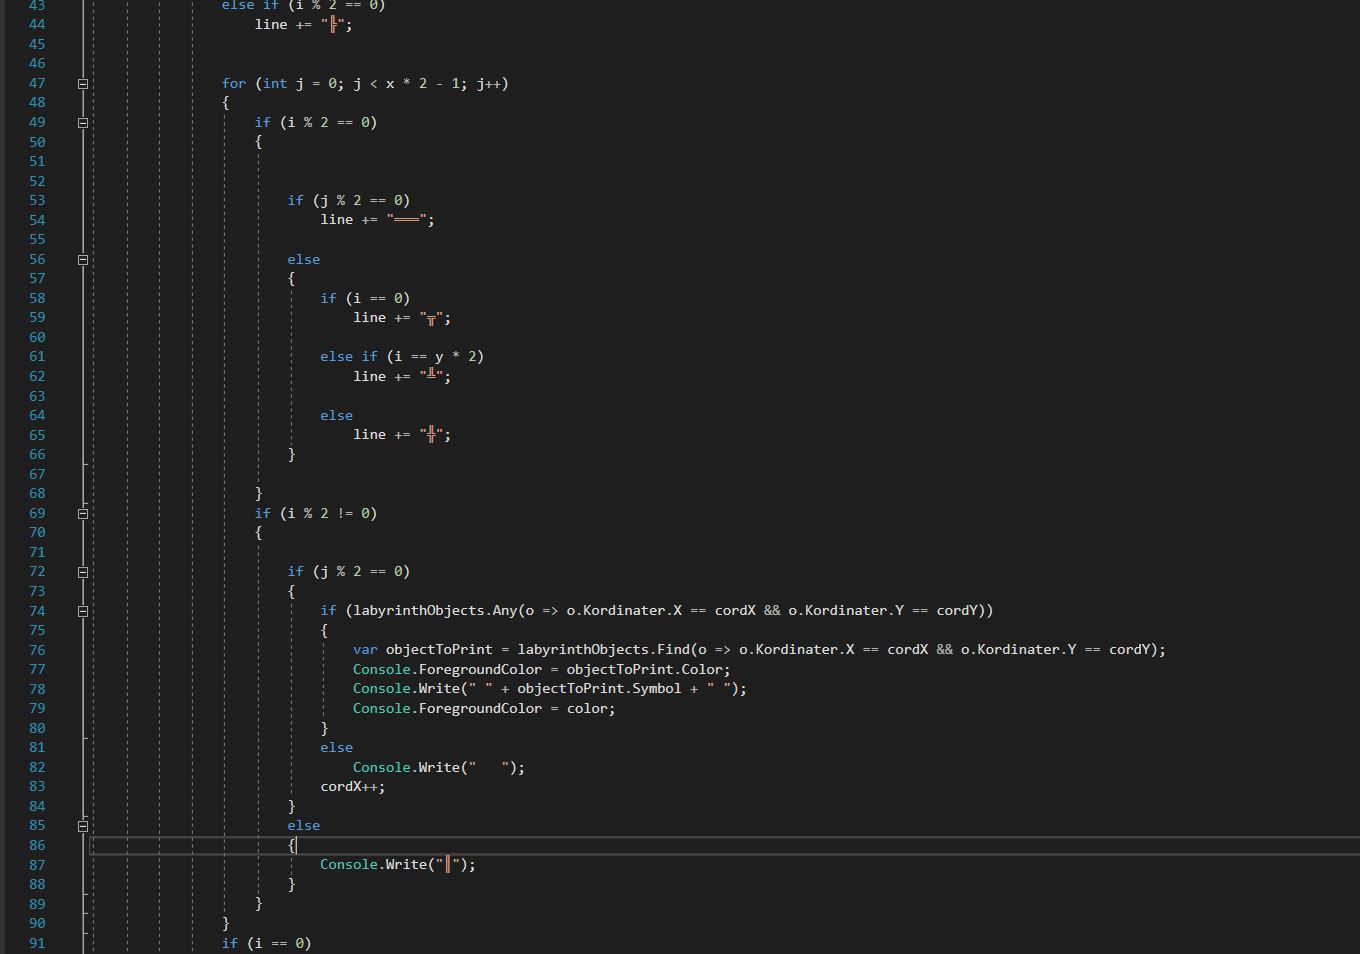 43 else if (i % 2 == 0)
44 line += "╠";
45
46
47 for (int j = 0; j < x * 2 - 1; j++)
48 {
49 if (i % 2 == 0)
50 {
51
52
53 if (j % 2 == 0)
54 line += "═══";
55
56 else
57 {
58 if (i == 0)
59 line += "╦";
60
61 else if (i == y * 2)
62 line += "╩";
63
64 else
65 line += "╬";
66 }
67
68 }
69 if (i % 2 != 0)
70 {
71
72 if (j % 2 == 0)
73 {
74 if (labyrinthObjects.Any(o => o.Kordinater.X == cordX && o.Kordinater.Y == cordY))
75 {
76 var objectToPrint = labyrinthObjects.Find(o => o.Kordinater.X == cordX && o.Kordinater.Y == cordY);
77 Console.ForegroundColor = objectToPrint.Color;
78 Console.Write(" " + objectToPrint.Symbol + " ");
79 Console.ForegroundColor = color;
80 }
81 else
82 Console.Write("   ");
83 cordX++;
84 }
85 else
86 {
87 Console.Write("║");
88 }
89 }
90 }
91 if (i == 0)